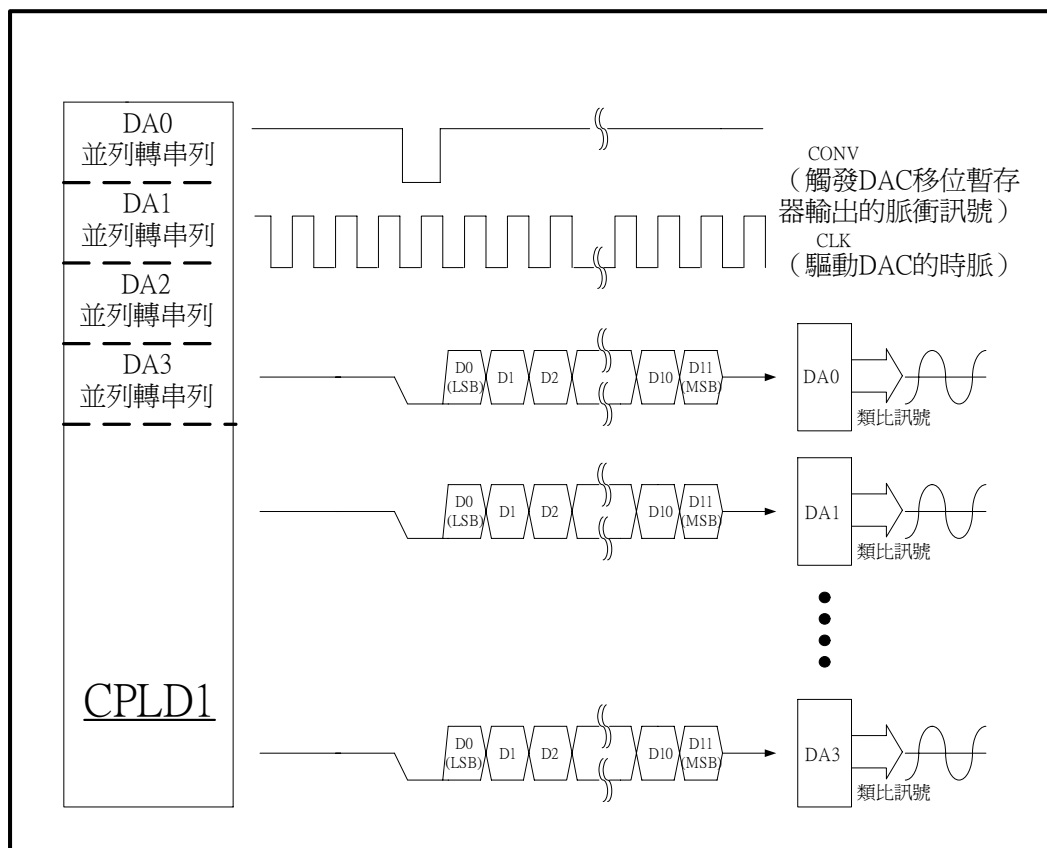 DA0
並列轉串列
DA1
並列轉串列
DA2
並列轉串列
DA3
並列轉串列
CPLD1
CONV
（觸發DAC移位暫存
器輸出的脈衝訊號）
CLK
（驅動DAC的時脈）
D0
(LSB)
D1
D2
D10
D11
(MSB)
DA0
類比訊號
D0
(LSB)
D1
D2
D10
D11
(MSB)
DA1
類比訊號
D0
(LSB)
D1
D2
D10
D11
(MSB)
DA3
類比訊號